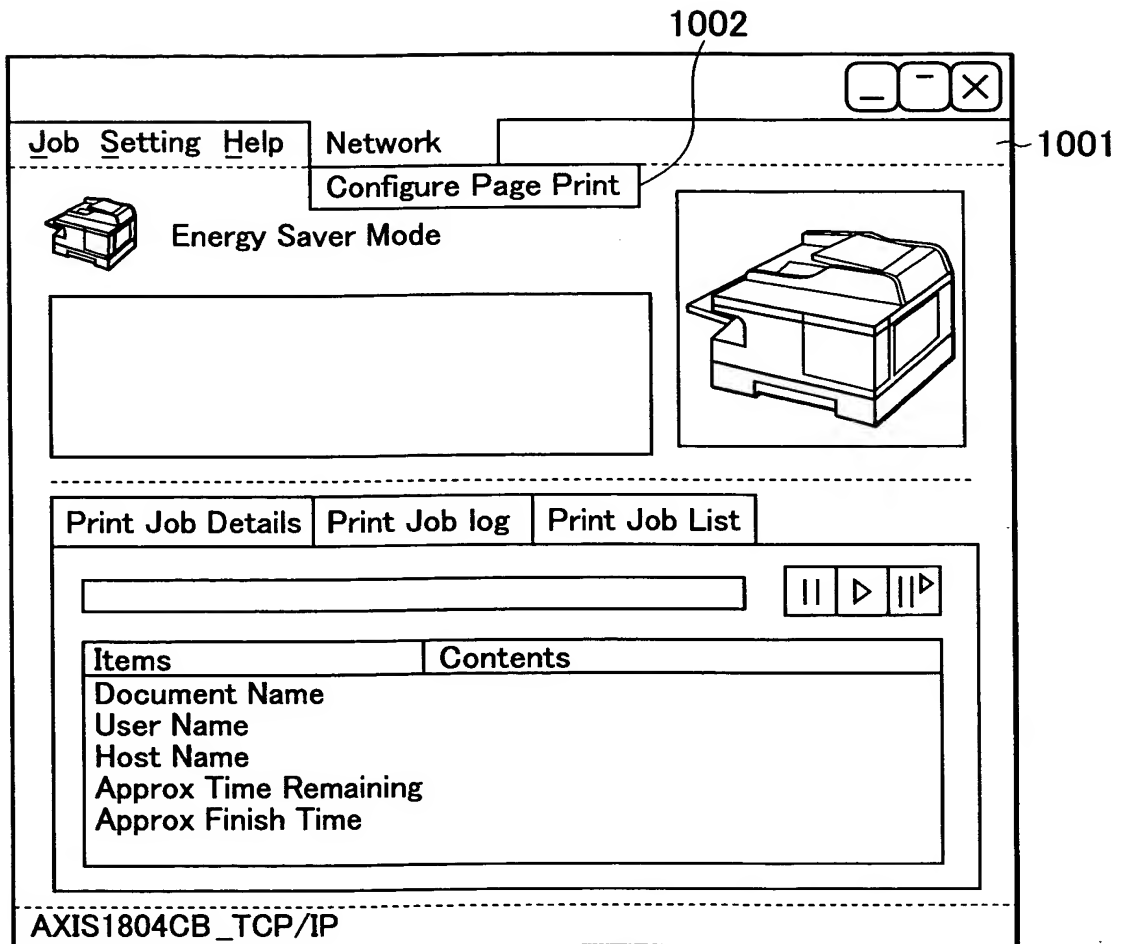 1002
Job Setting Help Network
1001
Configure Page Print
Energy Saver Mode
Print Job Details Print Job log Print Job List
Items Contents
Document Name
User Name
Host Name
Approx Time Remaining
Approx Finish Time
AXIS1804CB_TCP/IP